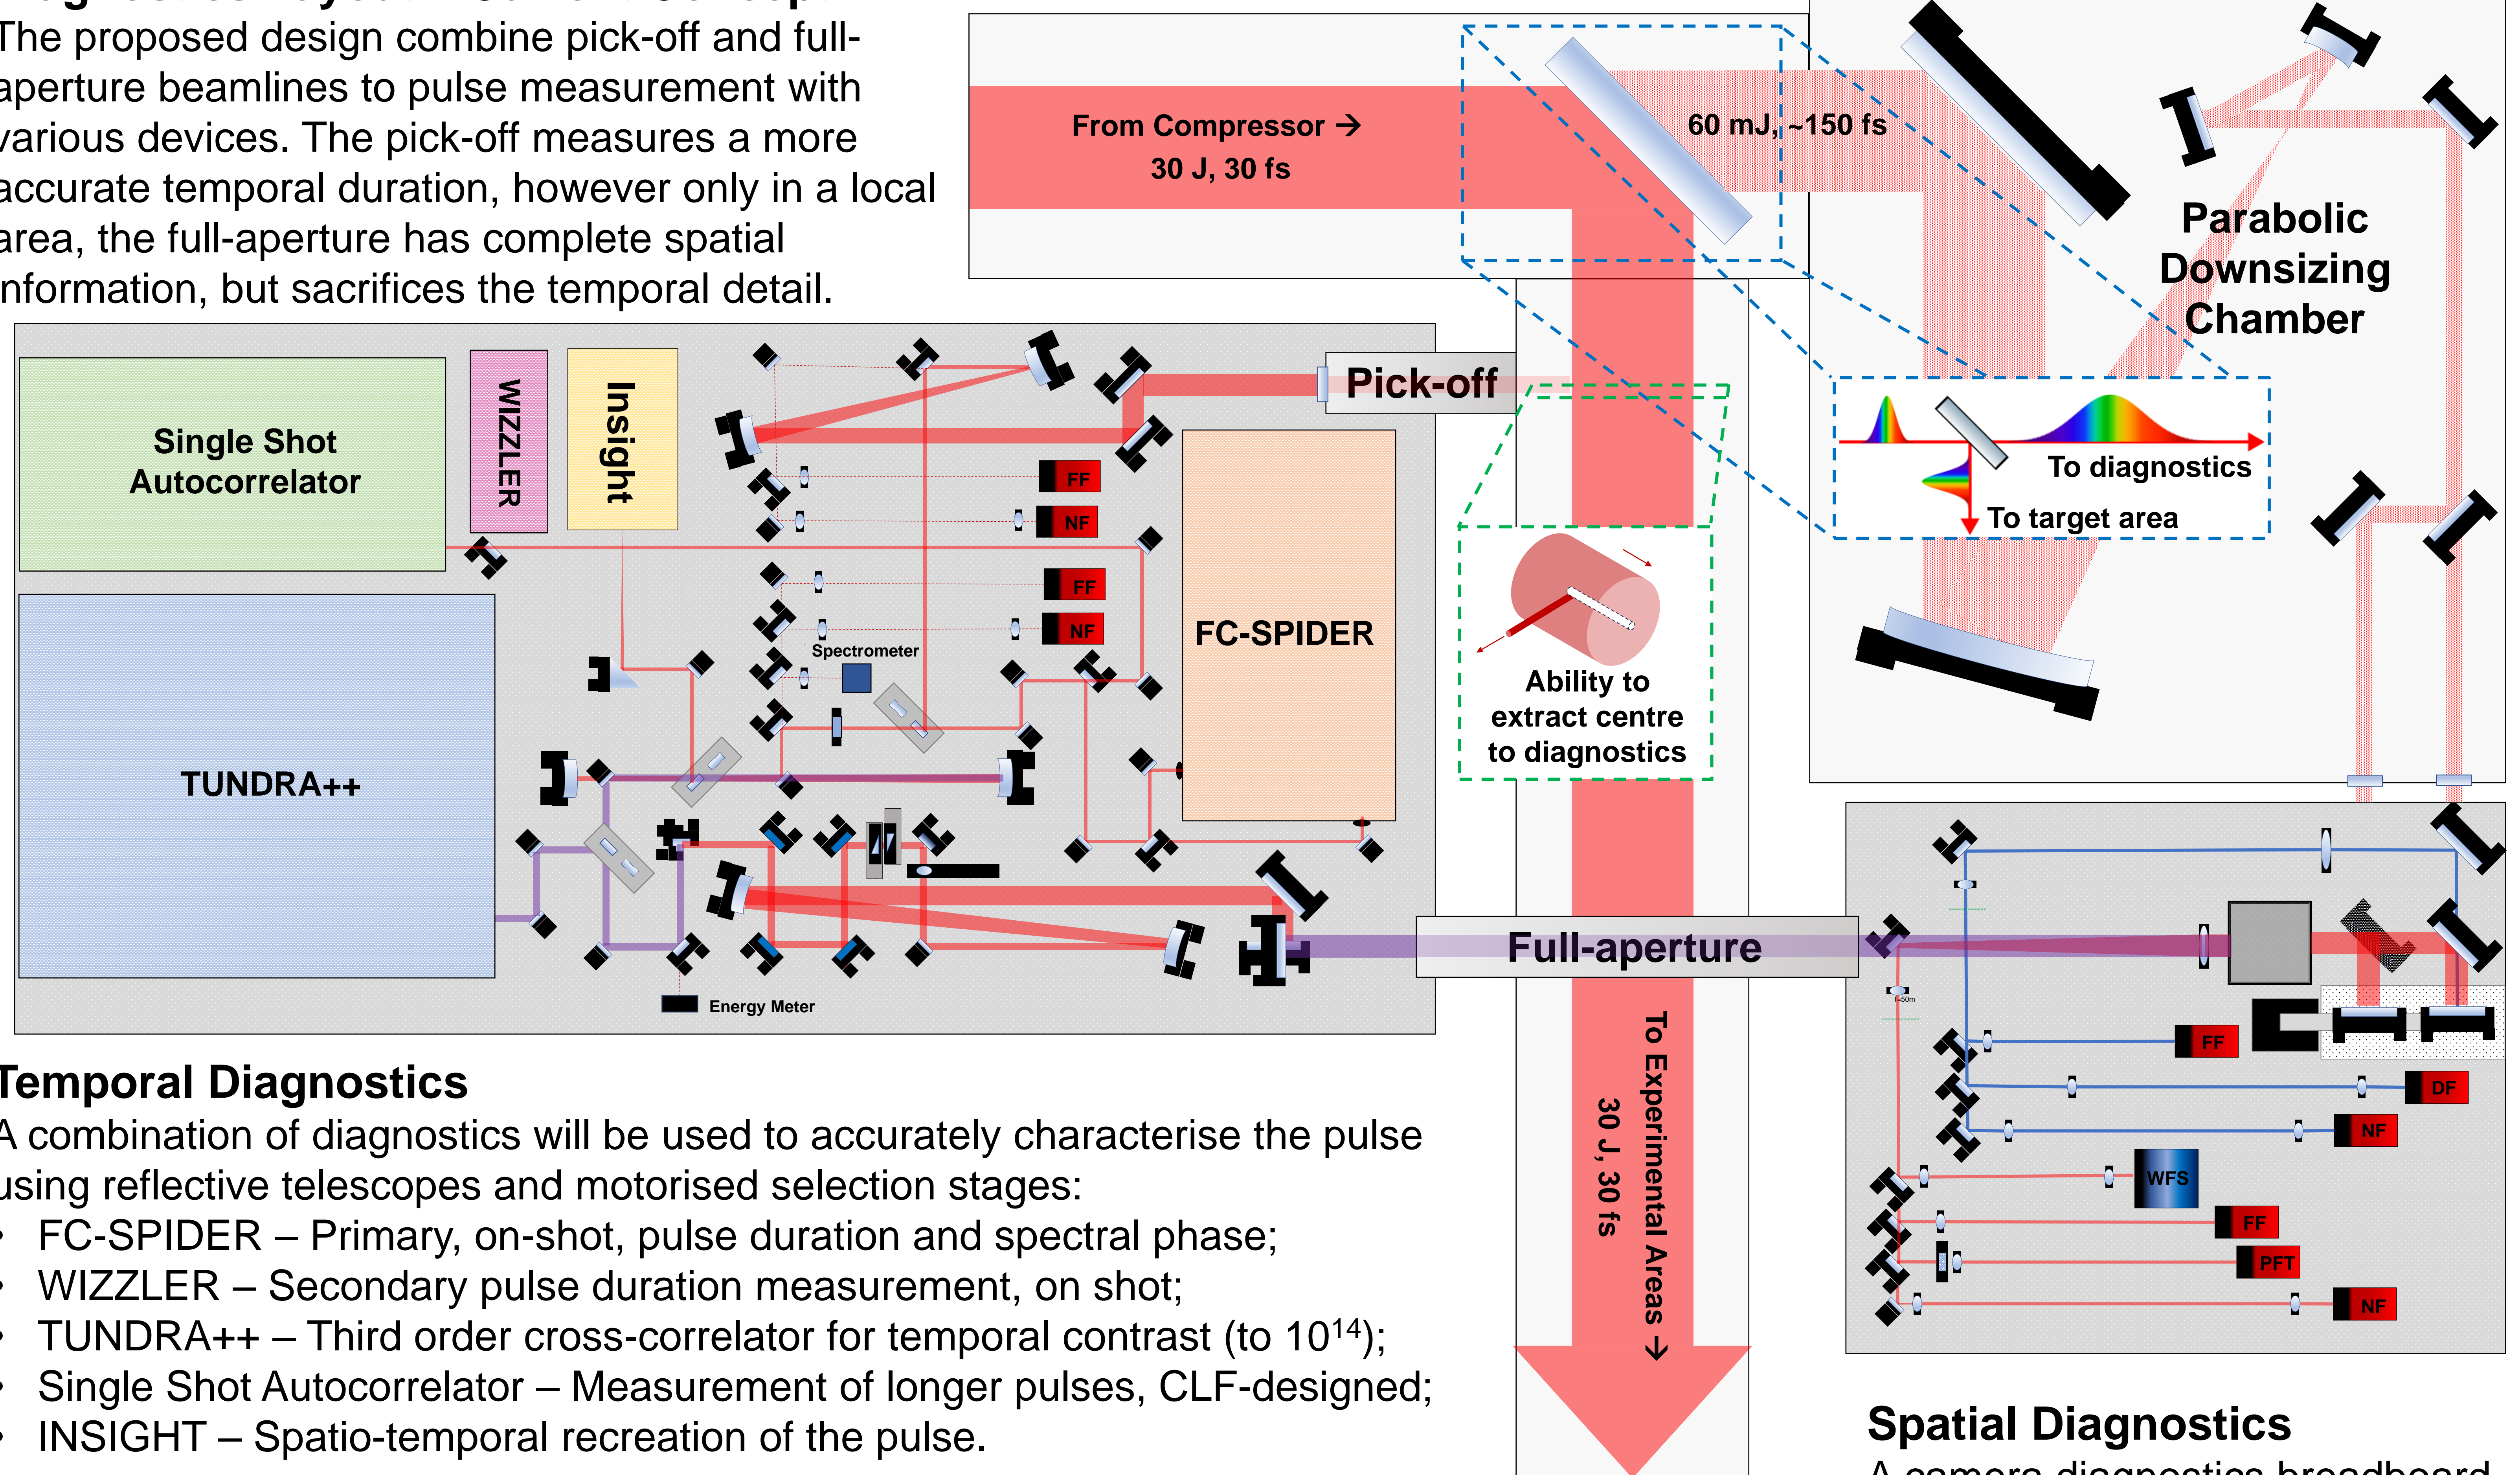 The proposed design combine pick-off and full-
aperture beamlines to pulse measurement with
various devices. The pick-off measures a more
accurate temporal duration, however only in a local
area, the full-aperture has complete spatial
information, but sacrifices the temporal detail.
From Compressor →
30 J, 30 fs
60 mJ, ~150 fs
Parabolic
Downsizing
Chamber
Pick-off
To diagnostics
To target area
Single Shot
Autocorrelator
WIZZLER
Insight
FF
NF
FF
NF
Spectrometer
FC-SPIDER
TUNDRA++
Energy Meter
Ability to
extract centre
to diagnostics
Full-aperture
To Experimental Areas →
30 J, 30 fs
f=50m
FF
DF
NF
WFS
FF
PFT
NF
Temporal Diagnostics
A combination of diagnostics will be used to accurately characterise the pulse
using reflective telescopes and motorised selection stages:
• FC-SPIDER – Primary, on-shot, pulse duration and spectral phase;
• WIZZLER – Secondary pulse duration measurement, on shot;
• TUNDRA++ – Third order cross-correlator for temporal contrast (to 10¹⁴);
• Single Shot Autocorrelator – Measurement of longer pulses, CLF-designed;
• INSIGHT – Spatio-temporal recreation of the pulse.
Spatial Diagnostics
A camera diagnostics breadboard